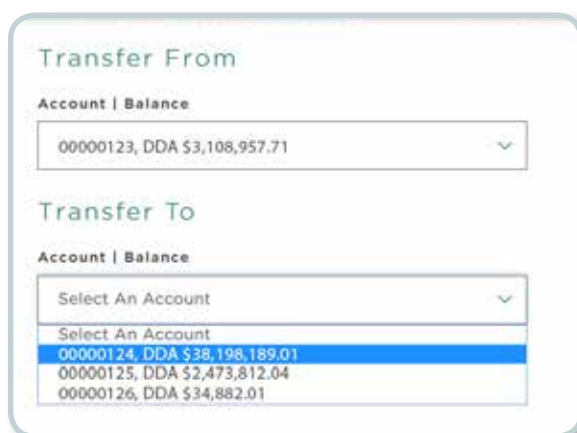 Transfer From
Account | Balance
00000123, DDA $3,108,957.71
Transfer To
Account | Balance
Select An Account
Select An Account
00000124, DDA $38,198,189.01
00000125, DDA $2,473,812.04
00000126, DDA $34,882.01